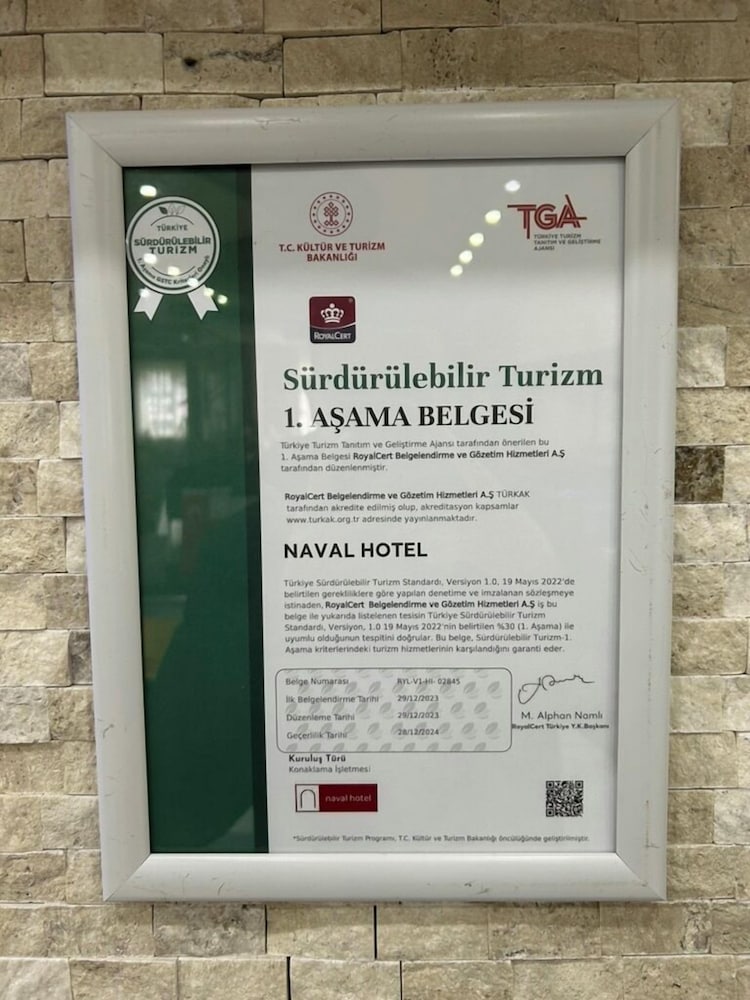 TÜRKİYE
SÜRDÜRÜLEBİLİR
TURİZM
1. Aşama GSTC Kriterleri Onaylı
T.C. KÜLTÜR VE TURİZM
BAKANLIĞI
TGA
TÜRKİYE TURİZM
TANITIM VE GELİŞTİRME
AJANSI
ROYALCERT
Sürdürülebilir Turizm
1. AŞAMA BELGESİ
Türkiye Turizm Tanıtım ve Geliştirme Ajansı tarafından önerilen bu
1. Aşama Belgesi RoyalCert Belgelendirme ve Gözetim Hizmetleri A.Ş
tarafından düzenlenmiştir.
RoyalCert Belgelendirme ve Gözetim Hizmetleri A.Ş TÜRKAK
tarafından akredite edilmiş olup, akreditasyon kapsamlar
www.turkak.org.tr adresinde yayınlanmaktadır.
NAVAL HOTEL
Türkiye Sürdürülebilir Turizm Standardı, Versiyon 1.0, 19 Mayıs 2022'de
belirtilen gerekliliklere göre yapılan denetime ve imzalanan sözleşmeye
istinaden, RoyalCert Belgelendirme ve Gözetim Hizmetleri A.Ş iş bu
belge ile yukarıda listelenen tesisin Türkiye Sürdürülebilir Turizm
Standardı, Versiyon, 1.0 19 Mayıs 2022'nin belirtilen %30 (1. Aşama) ile
uyumlu olduğunun tespitini doğrular. Bu belge, Sürdürülebilir Turizm-1.
Aşama kriterlerindeki turizm hizmetlerinin karşılandığını garanti eder.
Belge Numarası RYL-V1-HI- 02845
İlk Belgelendirme Tarihi 29/12/2023
Düzenleme Tarihi 29/12/2023
Geçerlilik Tarihi 28/12/2024
M. Alphan Namlı
RoyalCert Türkiye Y.K.Başkanı
Kuruluş Türü
Konaklama İşletmesi
naval hotel
*Sürdürülebilir Turizm Programı, T.C. Kültür ve Turizm Bakanlığı öncülüğünde geliştirilmiştir.